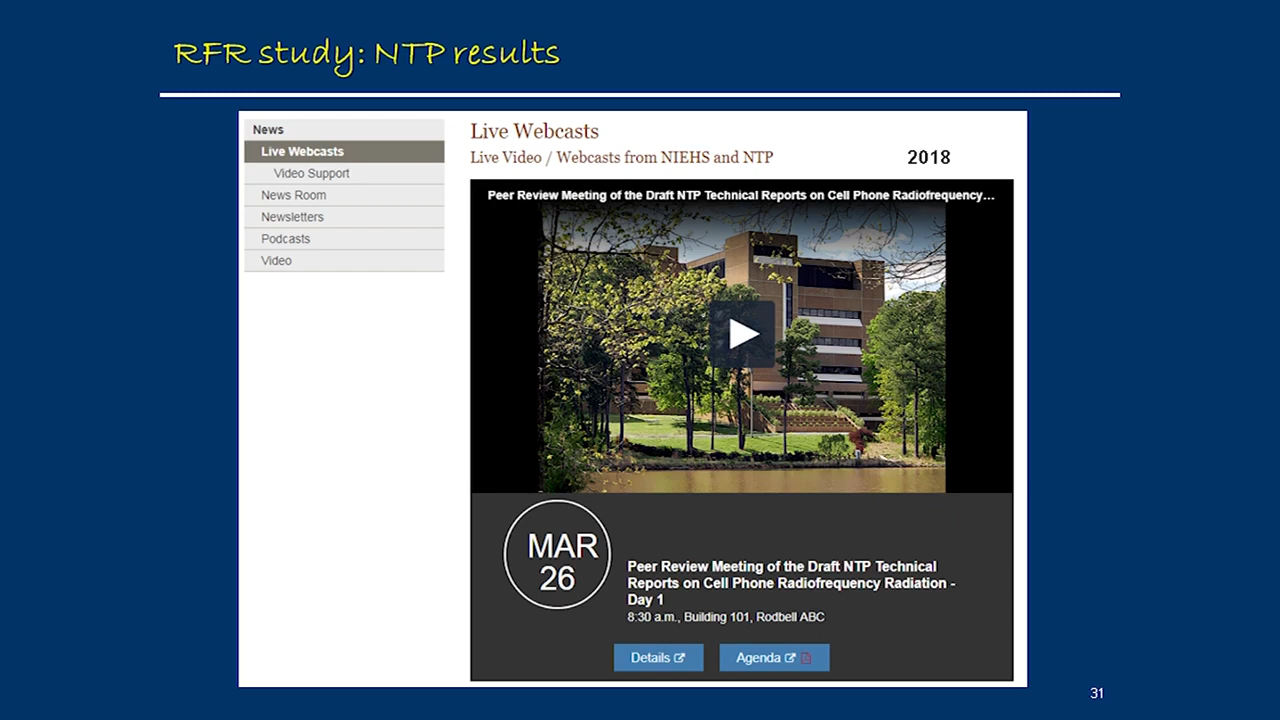 RFR study: NTP results
News
Live Webcasts
Video Support
News Room
Newsletters
Podcasts
Video
Live Webcasts
Live Video / Webcasts from NIEHS and NTP
2018
Peer Review Meeting of the Draft NTP Technical Reports on Cell Phone Radiofrequency...
MAR
26
Peer Review Meeting of the Draft NTP Technical
Reports on Cell Phone Radiofrequency Radiation -
Day 1
8:30 a.m., Building 101, Rodbell ABC
Details
Agenda
31